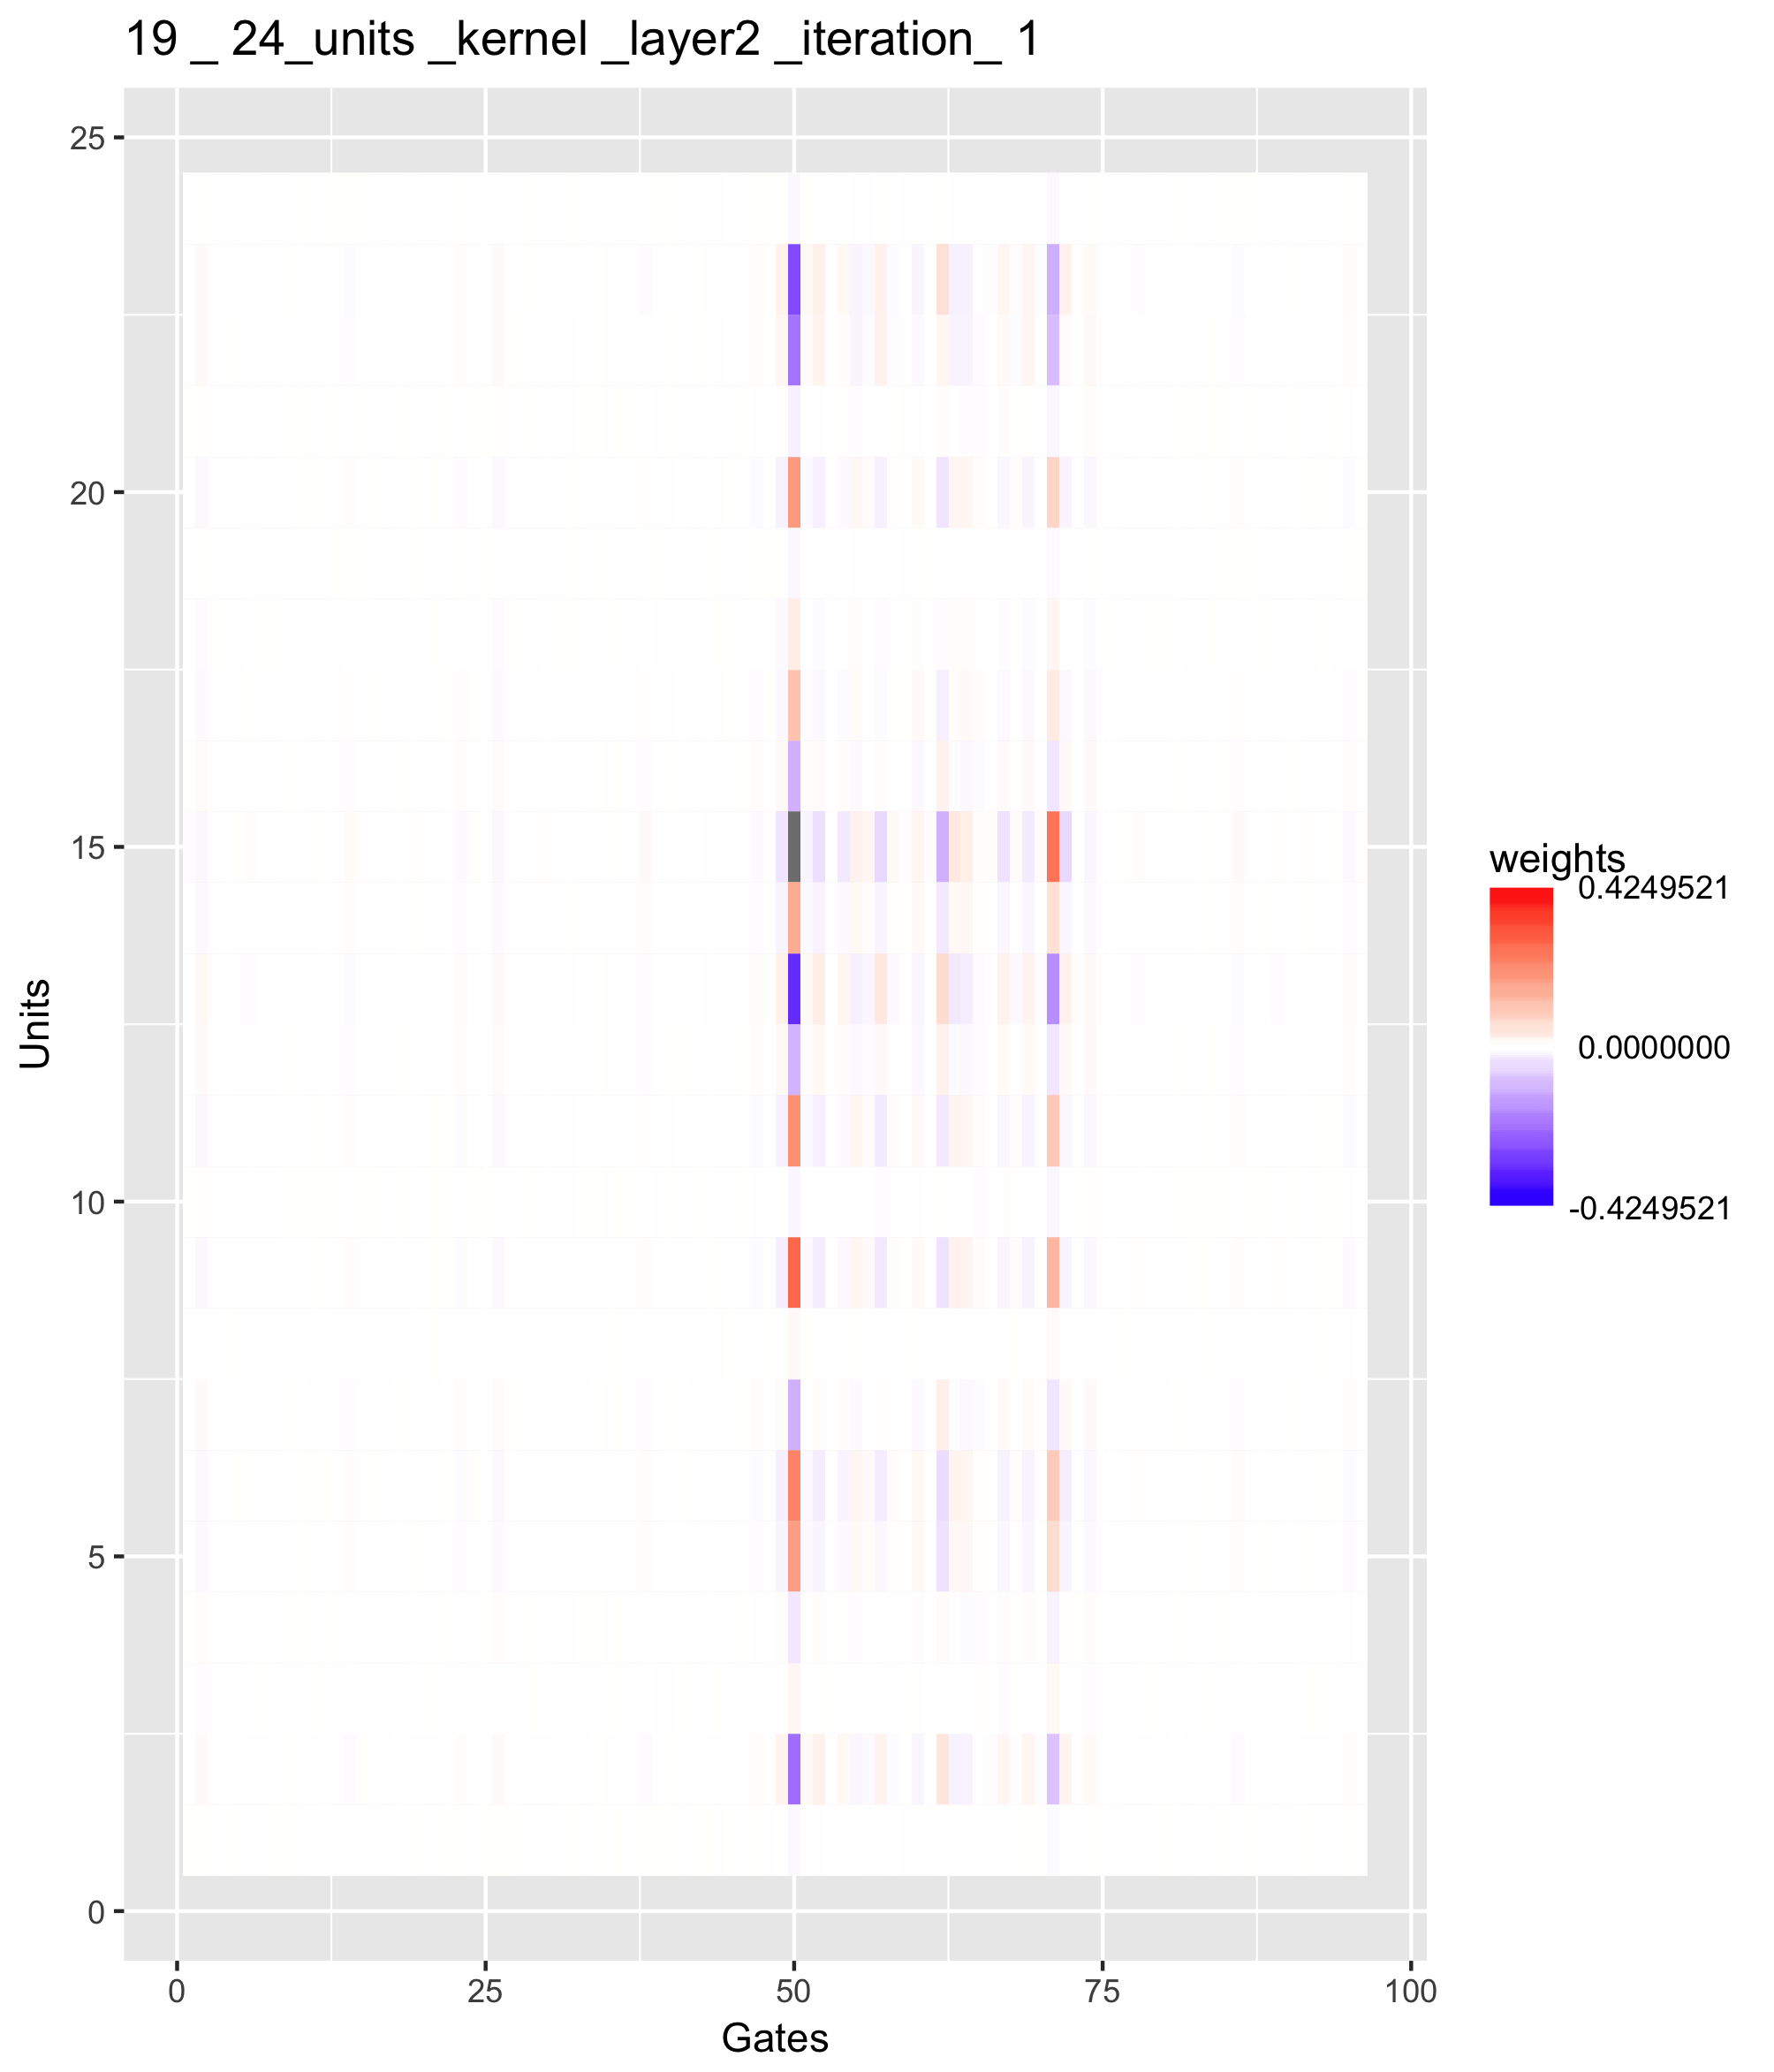 19 _ 24_units _kernel _layer2 _iteration_ 1
25
20
15
10
5
0
Units
0 25 50 75 100
Gates
weights
0.4249521
0.0000000
-0.4249521